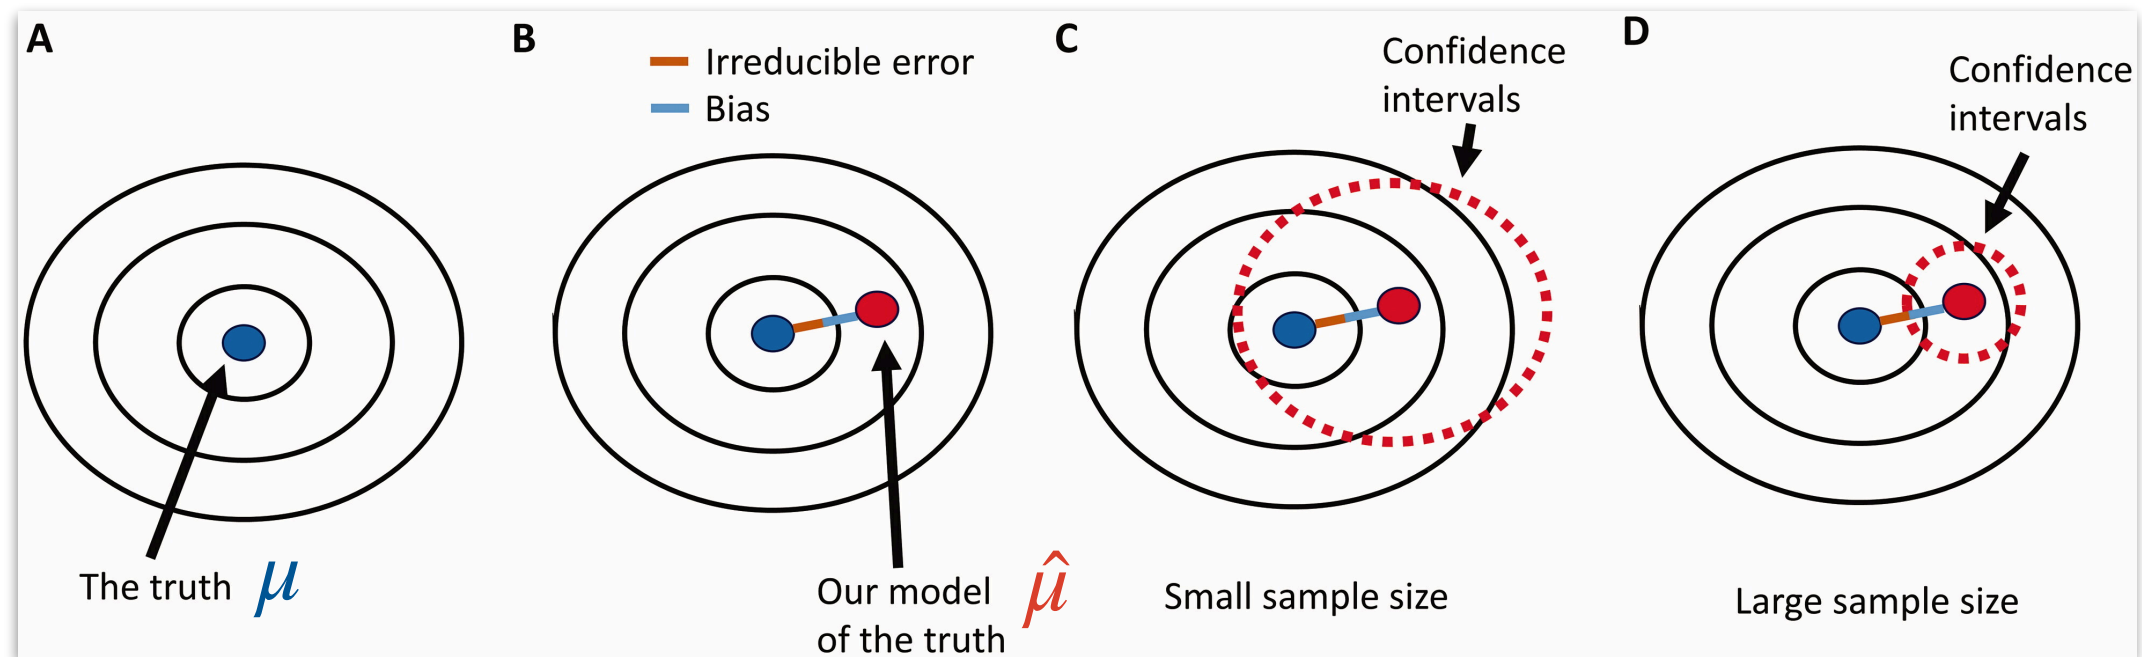 A
The truth μ
B
Irreducible error
Bias
Our model
of the truth μ̂
C
Confidence
intervals
Small sample size
D
Confidence
intervals
Large sample size